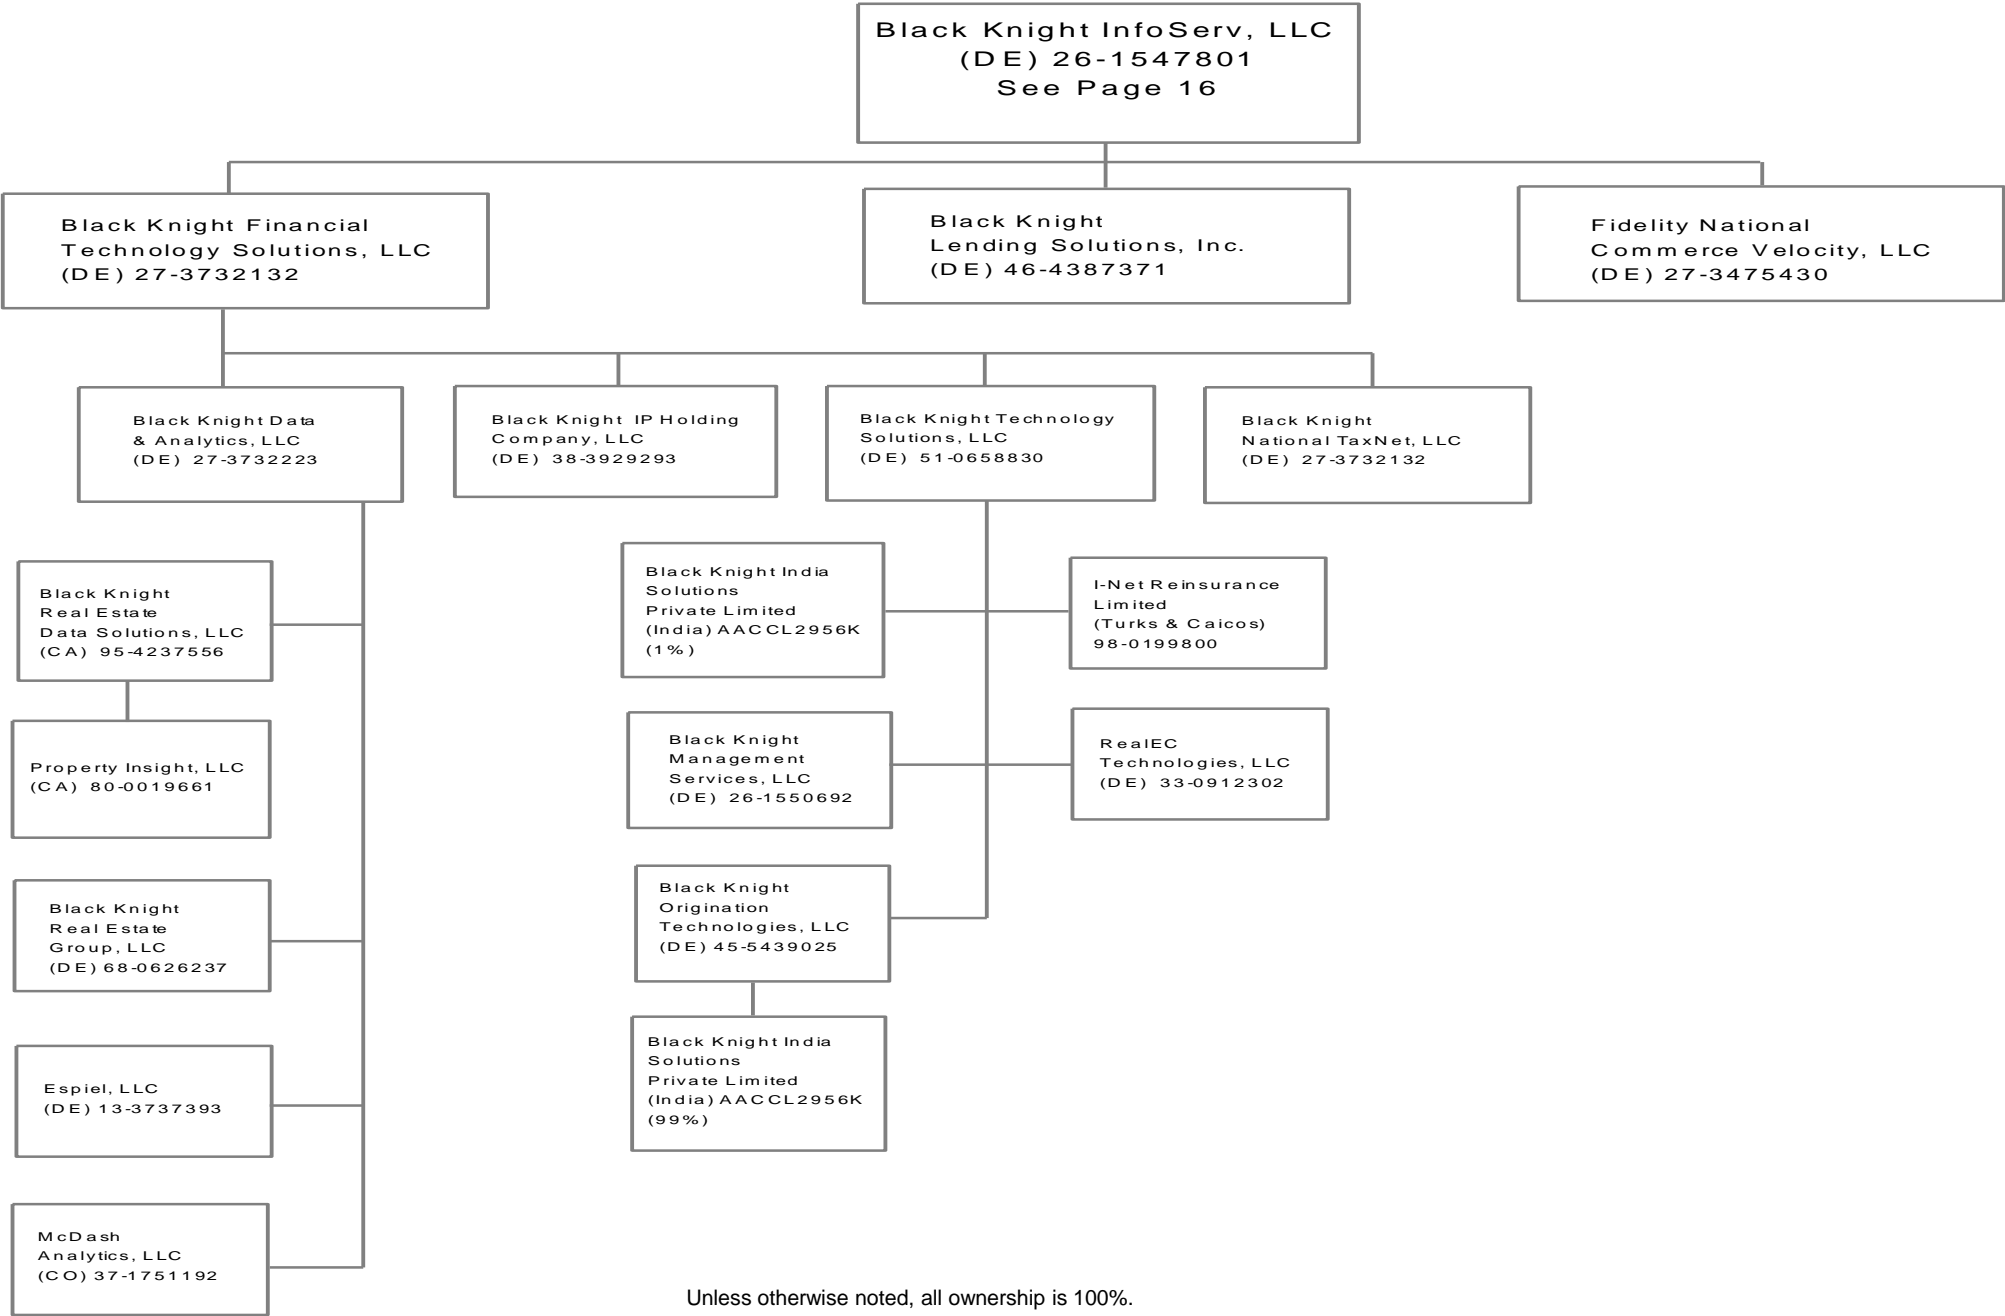 Black Knight InfoServ, LLC
(DE) 26-1547801
See Page 16
Black Knight Financial
Technology Solutions, LLC
(DE) 27-3732132
Black Knight
Lending Solutions, Inc.
(DE) 46-4387371
Fidelity National
Commerce Velocity, LLC
(DE) 27-3475430
Black Knight Data
& Analytics, LLC
(DE) 27-3732223
Black Knight IP Holding
Company, LLC
(DE) 38-3929293
Black Knight Technology
Solutions, LLC
(DE) 51-0658830
Black Knight
National TaxNet, LLC
(DE) 27-3732132
Black Knight
Real Estate
Data Solutions, LLC
(CA) 95-4237556
Property Insight, LLC
(CA) 80-0019661
Black Knight
Real Estate
Group, LLC
(DE) 68-0626237
Espiel, LLC
(DE) 13-3737393
McDash
Analytics, LLC
(CO) 37-1751192
Black Knight India
Solutions
Private Limited
(India) AACCL2956K
(1%)
I-Net Reinsurance
Limited
(Turks & Caicos)
98-0199800
Black Knight
Management
Services, LLC
(DE) 26-1550692
RealEC
Technologies, LLC
(DE) 33-0912302
Black Knight
Origination
Technologies, LLC
(DE) 45-5439025
Black Knight India
Solutions
Private Limited
(India) AACCL2956K
(99%)
Unless otherwise noted, all ownership is 100%.